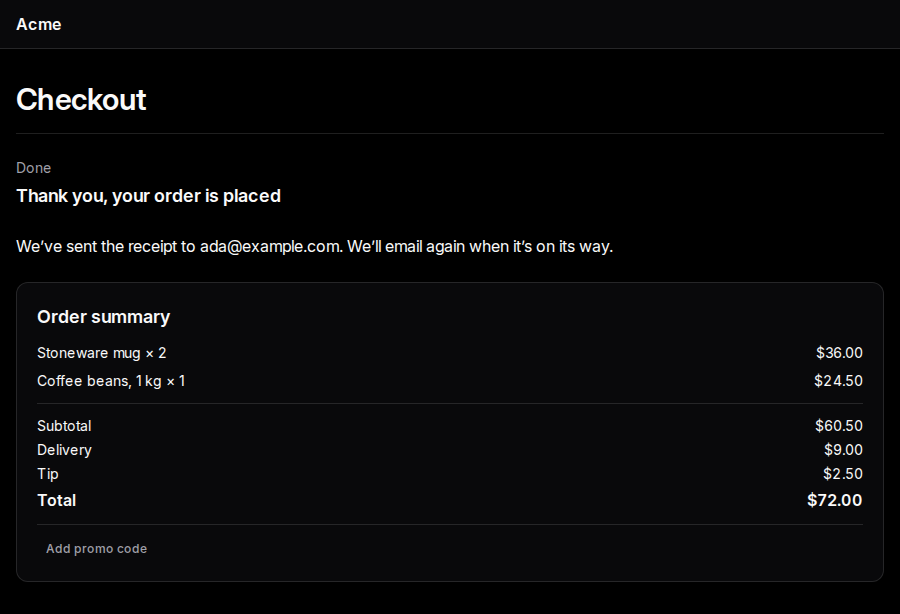 Acme
Checkout
Done
Thank you, your order is placed
We’ve sent the receipt to ada@example.com. We’ll email again when it’s on its way.
Order summary
Stoneware mug × 2 $36.00
Coffee beans, 1 kg × 1 $24.50
Subtotal $60.50
Delivery $9.00
Tip $2.50
Total $72.00
Add promo code